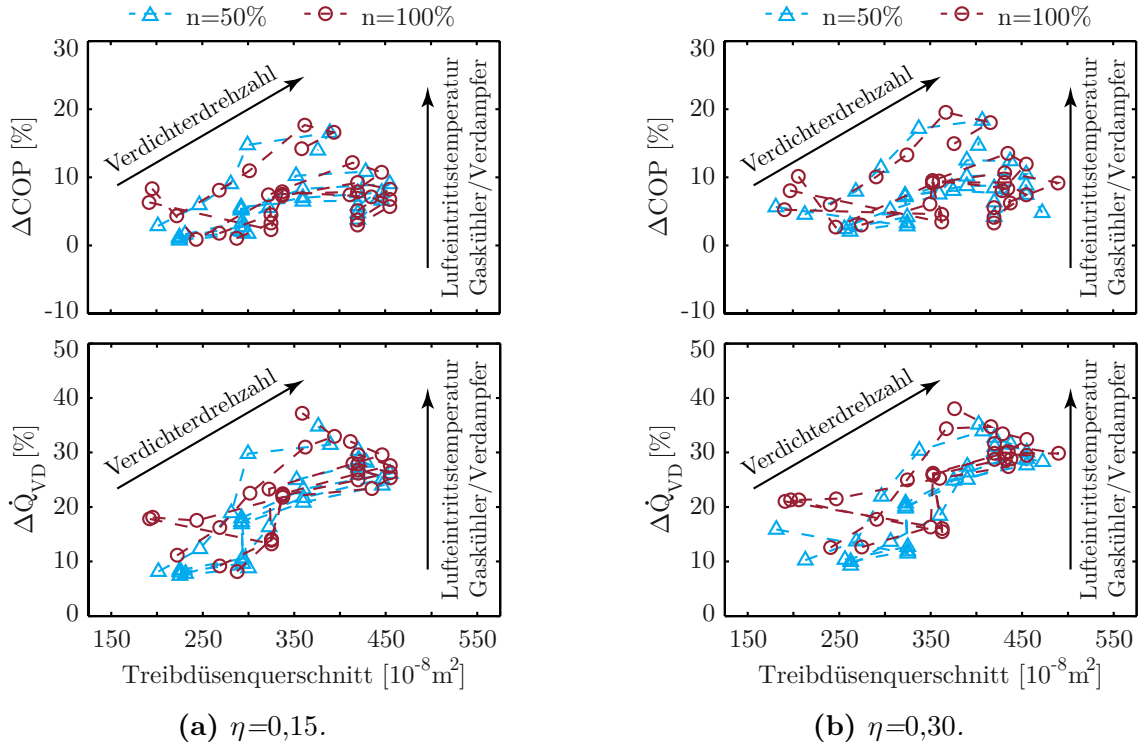 n=50% n=100%
30
20
10
0
-10
ΔCOP [%]
Verdichterdrehzahl
Lufteintrittstemperatur
Gaskühler/Verdampfer
50
40
30
20
10
0
ΔQ̇VD [%]
Verdichterdrehzahl
Lufteintrittstemperatur
Gaskühler/Verdampfer
150 250 350 450 550
Treibdüsenquerschnitt [10⁻⁸m²]
(a) η=0,15.
n=50% n=100%
30
20
10
0
-10
ΔCOP [%]
Verdichterdrehzahl
Lufteintrittstemperatur
Gaskühler/Verdampfer
50
40
30
20
10
0
ΔQ̇VD [%]
Verdichterdrehzahl
Lufteintrittstemperatur
Gaskühler/Verdampfer
150 250 350 450 550
Treibdüsenquerschnitt [10⁻⁸m²]
(b) η=0,30.